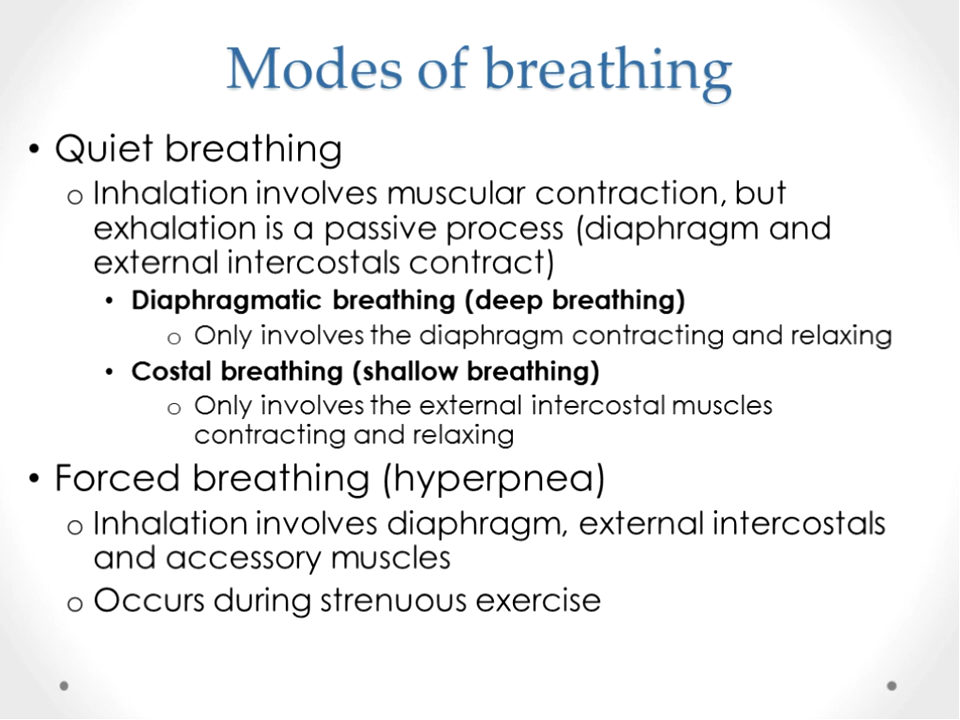 Modes of breathing
• Quiet breathing
o Inhalation involves muscular contraction, but
exhalation is a passive process (diaphragm and
external intercostals contract)
• Diaphragmatic breathing (deep breathing)
o Only involves the diaphragm contracting and relaxing
• Costal breathing (shallow breathing)
o Only involves the external intercostal muscles
contracting and relaxing
• Forced breathing (hyperpnea)
o Inhalation involves diaphragm, external intercostals
and accessory muscles
o Occurs during strenuous exercise